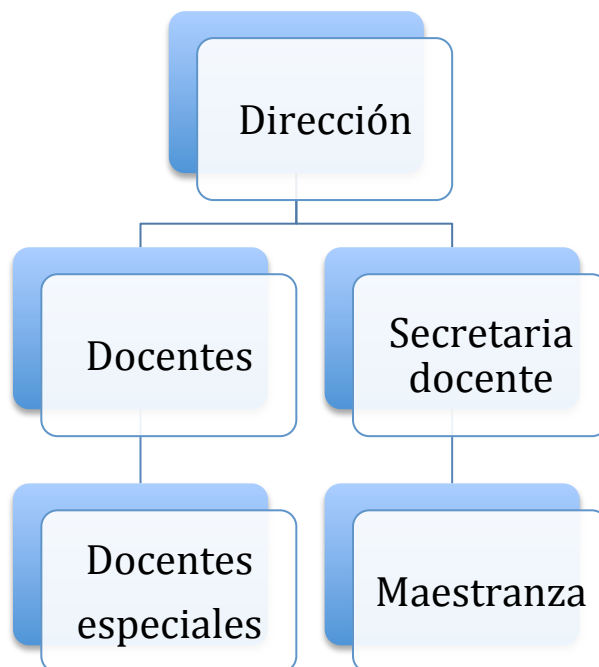 Dirección
Docentes
Secretaria
docente
Docentes
especiales
Maestranza